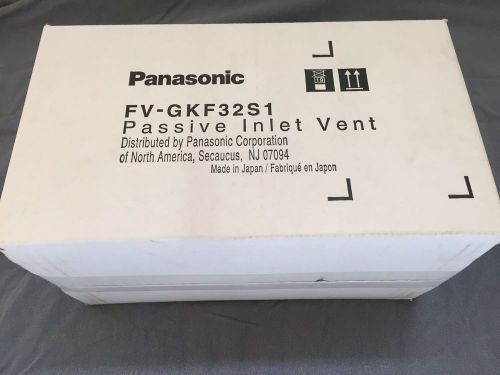 Panasonic
FV-GKF32S1
Passive Inlet Vent
Distributed by Panasonic Corporation
of North America, Secaucus, NJ 07094
Made in Japan / Fabriqué en Japon